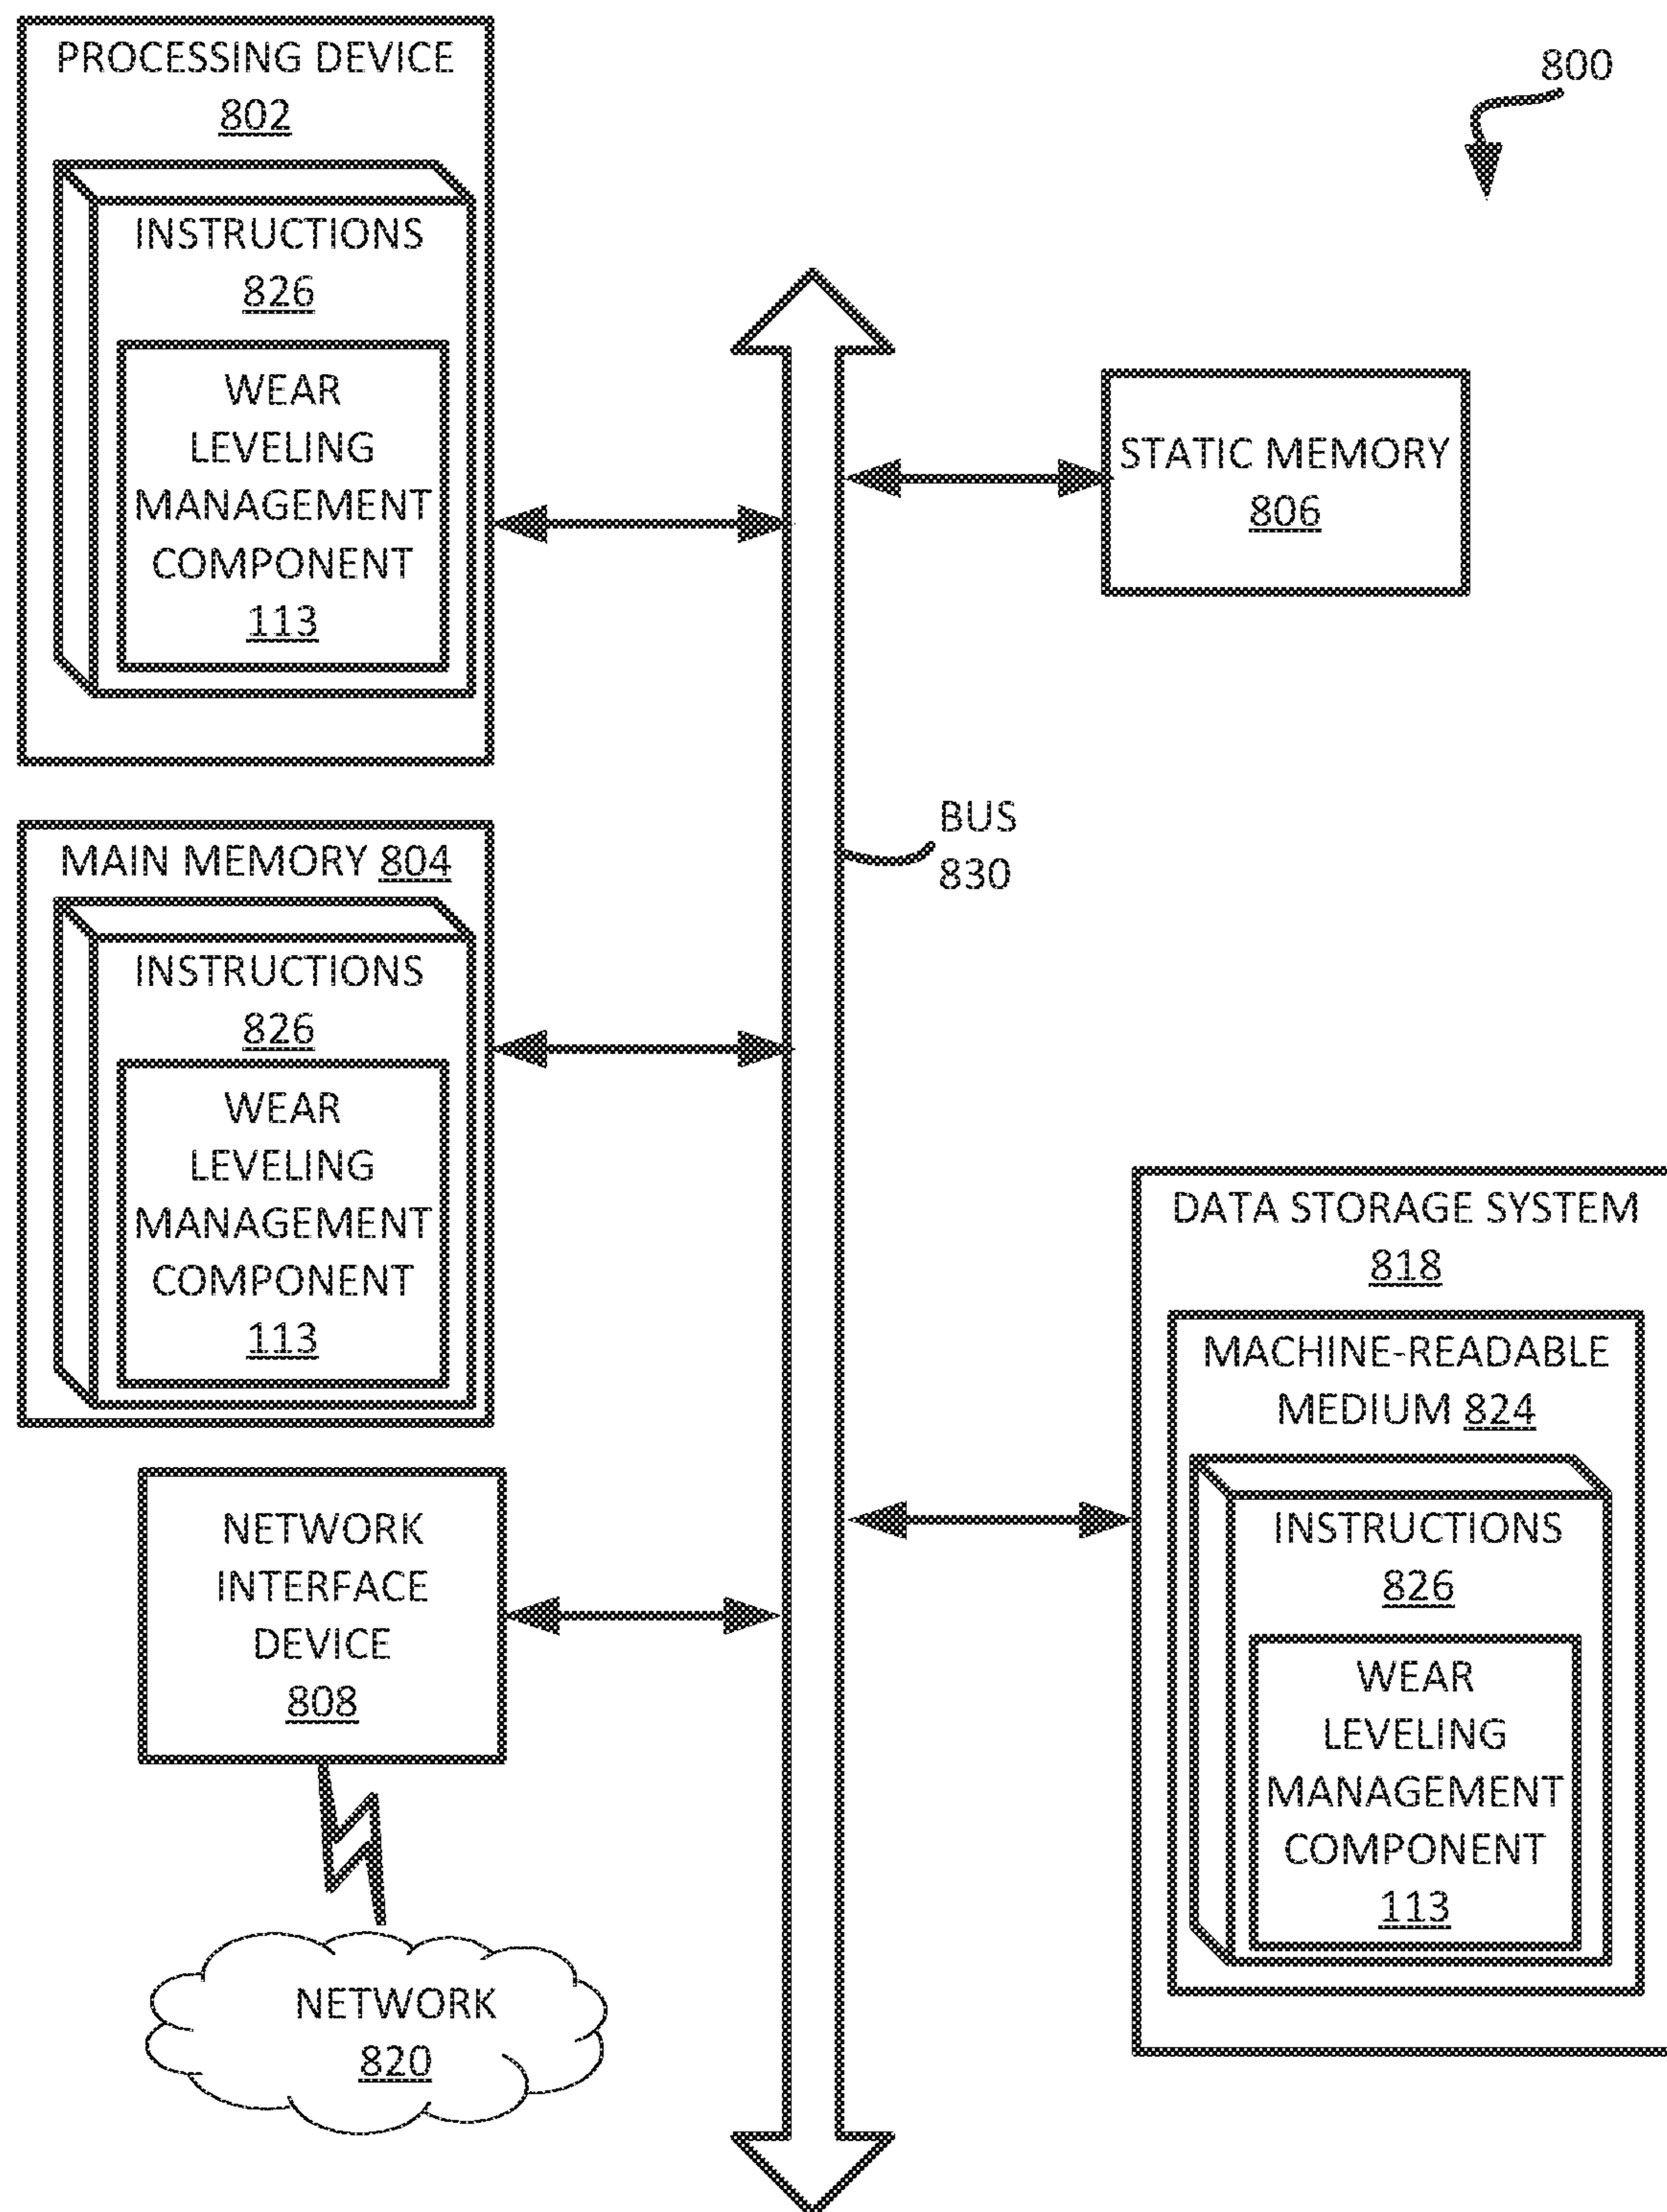 PROCESSING DEVICE
802
INSTRUCTIONS
826
WEAR
LEVELING
MANAGEMENT
COMPONENT
113
800
STATIC MEMORY
806
BUS
830
MAIN MEMORY 804
INSTRUCTIONS
826
WEAR
LEVELING
MANAGEMENT
COMPONENT
113
DATA STORAGE SYSTEM
818
MACHINE-READABLE
MEDIUM 824
INSTRUCTIONS
826
WEAR
LEVELING
MANAGEMENT
COMPONENT
113
NETWORK
INTERFACE
DEVICE
808
NETWORK
820